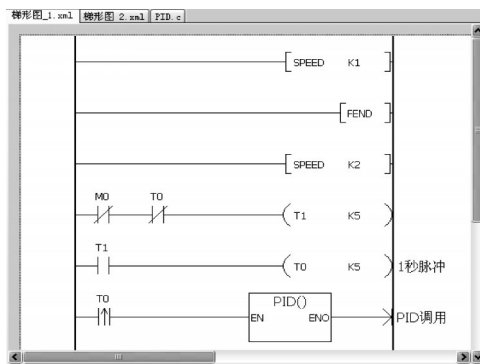 梯形图_1.xml 梯形图 2.xml PID.c
SPEED K1
FEND
SPEED K2
M0 T0
T1 K5
T1
T0 K5 1秒脉冲
T0
PID()
EN ENO PID调用